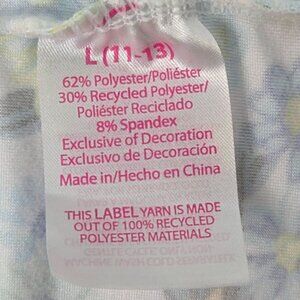 L (11-13)
62% Polyester/Poliéster
30% Recycled Polyester/
Poliéster Reciclado
8% Spandex
Exclusive of Decoration
Exclusivo de Decoración
Made in/Hecho en China
THIS LABEL YARN IS MADE
OUT OF 100% RECYCLED
POLYESTER MATERIALS